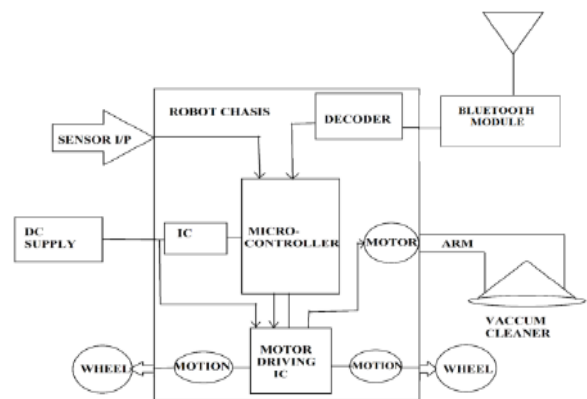 ROBOT CHASIS
SENSOR I/P
DECODER
BLUETOOTH
MODULE
DC
SUPPLY
IC
MICRO-
CONTROLLER
MOTOR
ARM
VACCUM
CLEANER
WHEEL
MOTION
MOTOR
DRIVING
IC
MOTION
WHEEL